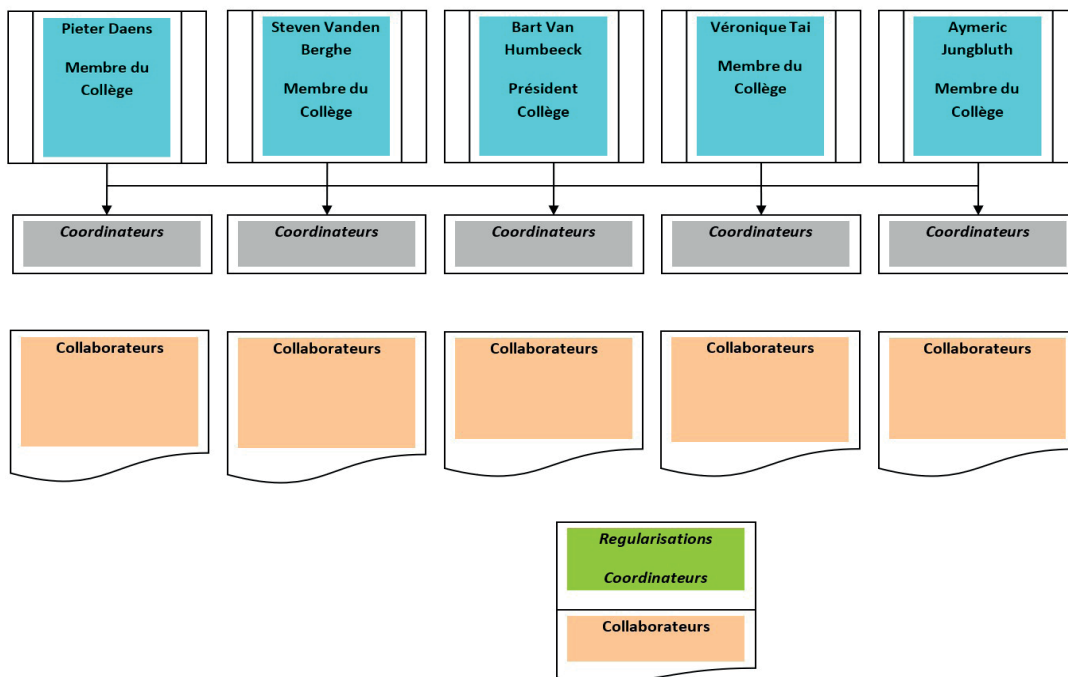 Pieter Daens
Membre du
Collège
Steven Vanden
Berghe
Membre du
Collège
Bart Van
Humbeeck
Président
Collège
Véronique Tai
Membre du
Collège
Aymeric
Jungbluth
Membre du
Collège
Coordinateurs
Coordinateurs
Coordinateurs
Coordinateurs
Coordinateurs
Collaborateurs
Collaborateurs
Collaborateurs
Collaborateurs
Collaborateurs
Regularisations
Coordinateurs
Collaborateurs